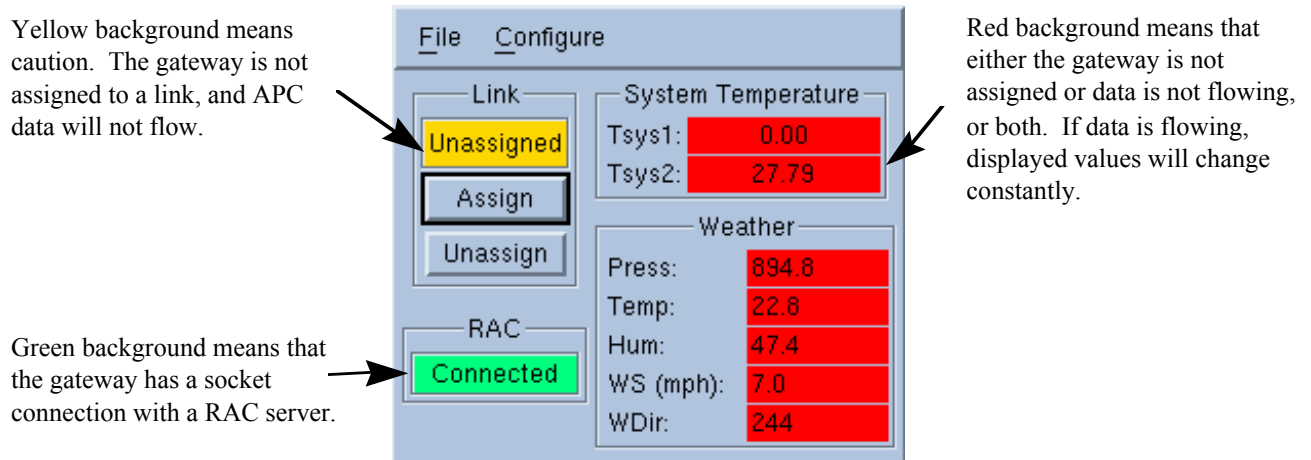 Yellow background means
caution. The gateway is not
assigned to a link, and APC
data will not flow.
Green background means that
the gateway has a socket
connection with a RAC server.
File Configure
Link
Unassigned
Assign
Unassign
RAC
Connected
System Temperature
Tsys1: 0.00
Tsys2: 27.79
Weather
Press: 894.8
Temp: 22.8
Hum: 47.4
WS (mph): 7.0
WDir: 244
Red background means that
either the gateway is not
assigned or data is not flowing,
or both. If data is flowing,
displayed values will change
constantly.